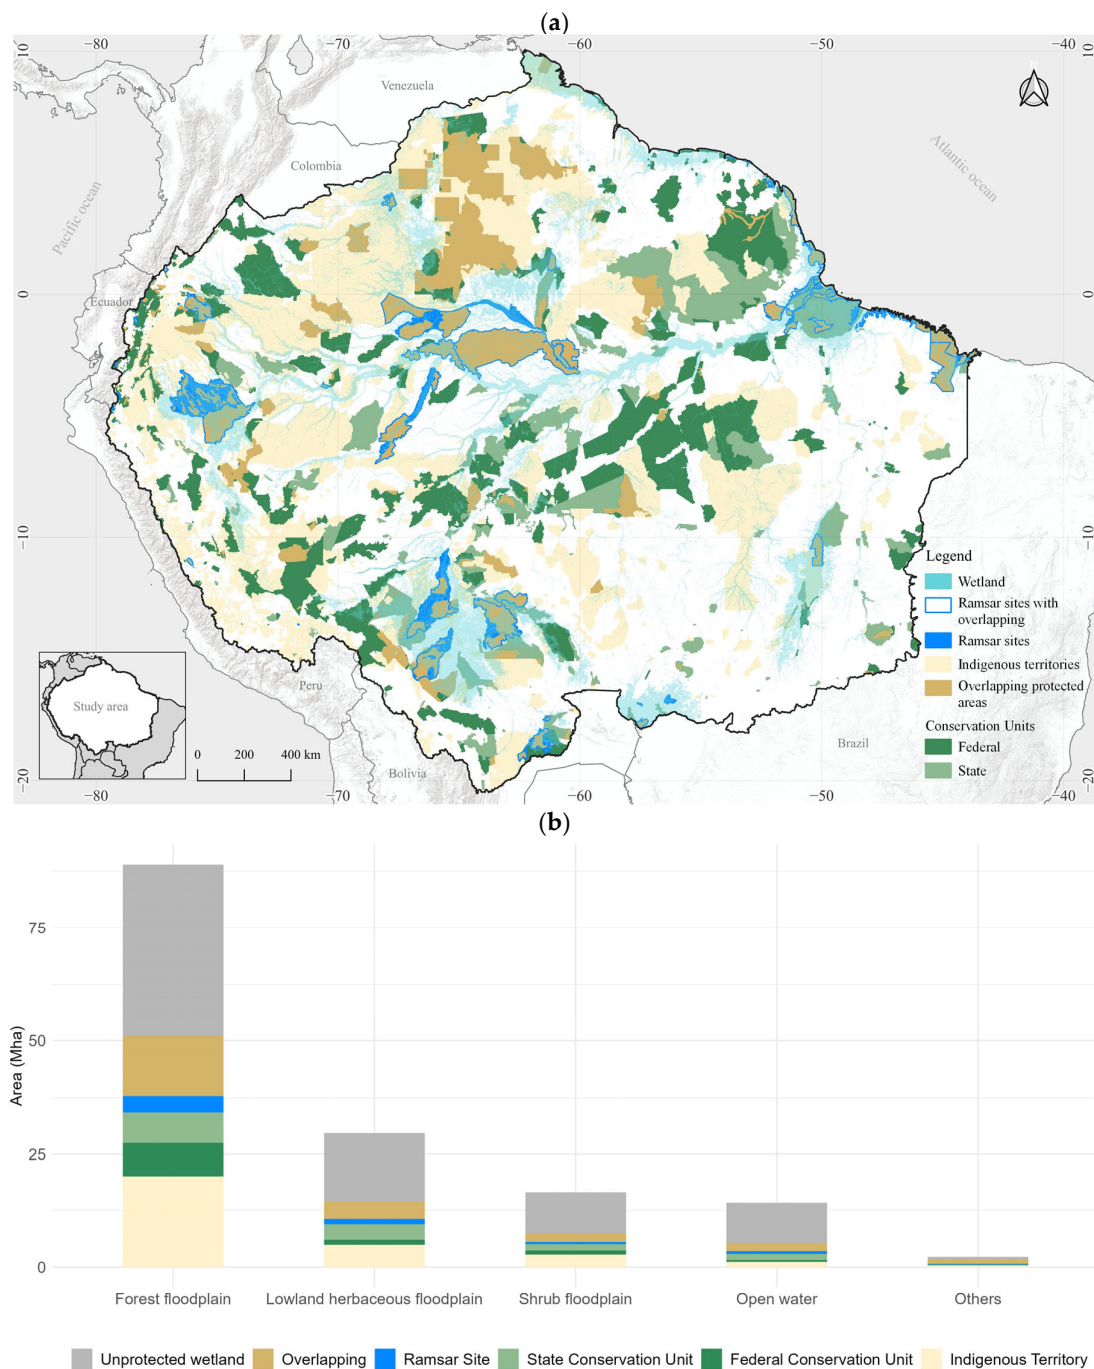 (a)
−80 −70 −60 −50 −40
10 10
Venezuela
N
Colombia
Atlantic ocean
Pacific ocean
0 0
Ecuador
−10 −10
Legend
Wetland
Ramsar sites with
overlapping
Ramsar sites
Indigenous territories
Overlapping protected
areas
Conservation Units
Federal
State
Peru
Study area
0 200 400 km
Bolivia
Brazil
−20 −20
−80 −70 −60 −50 −40
(b)
Area (Mha)
75
50
25
0
Forest floodplain Lowland herbaceous floodplain Shrub floodplain Open water Others
Unprotected wetland Overlapping Ramsar Site State Conservation Unit Federal Conservation Unit Indigenous Territory